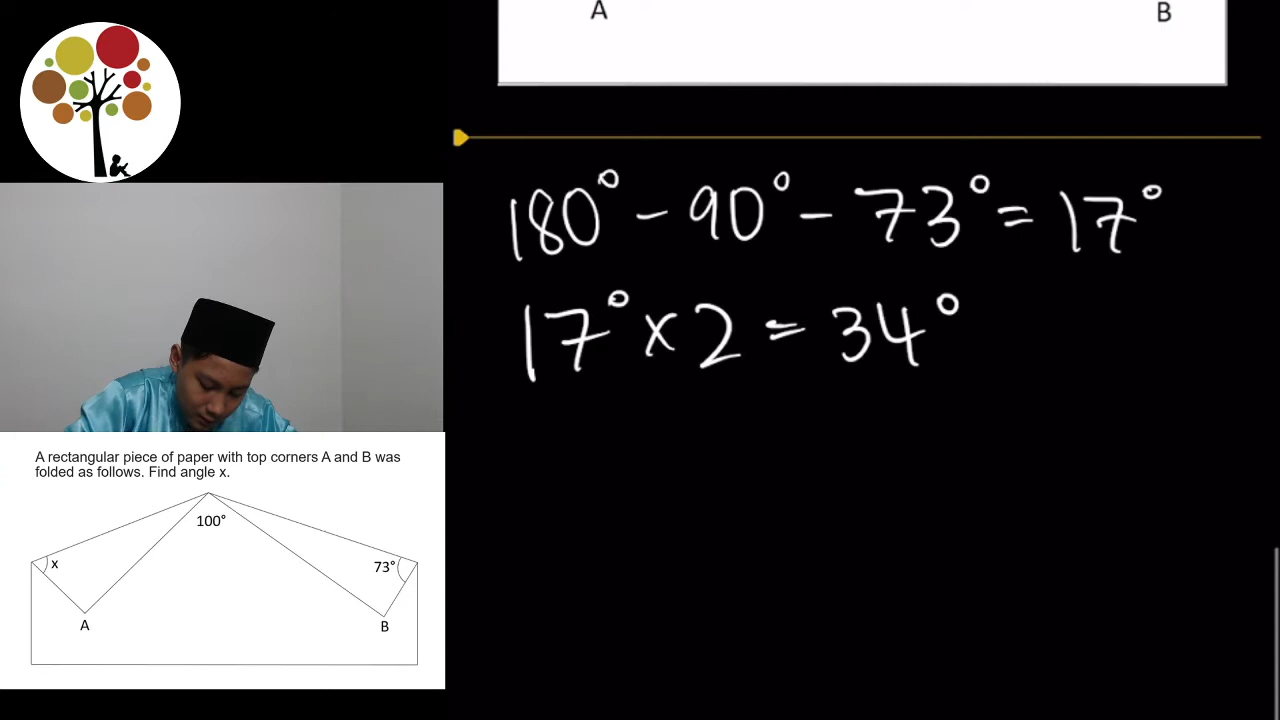 A B
180° - 90° - 73° = 17°
17° x 2 = 34°
A rectangular piece of paper with top corners A and B was
folded as follows. Find angle x.
100°
x 73°
A B